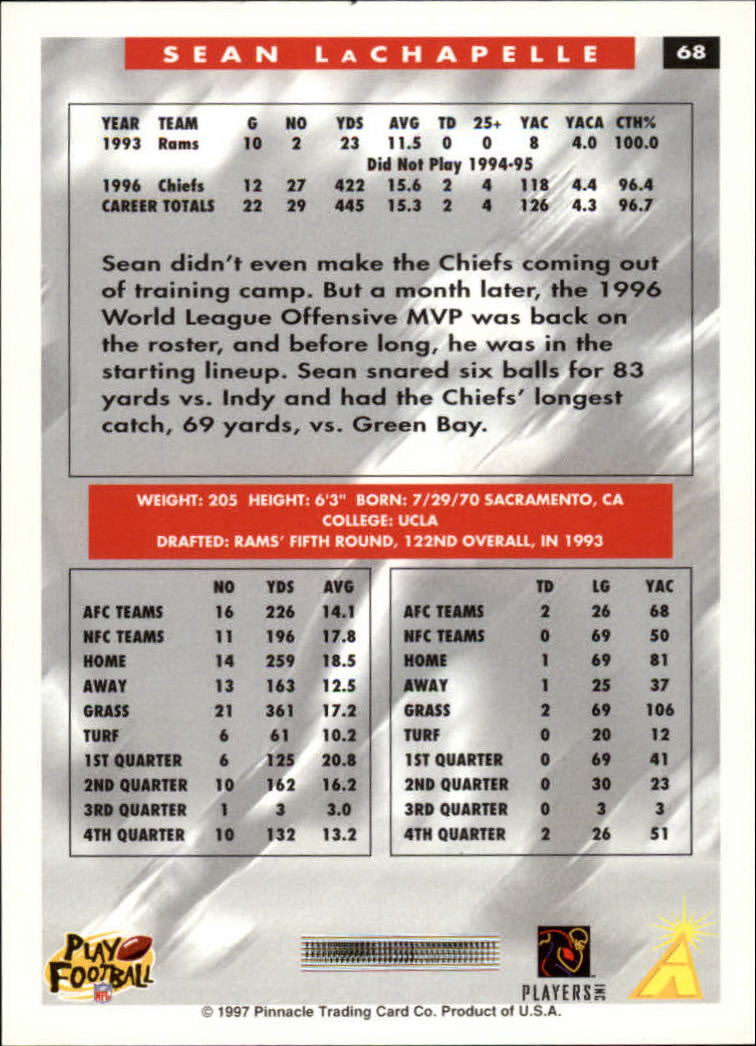 SEAN LACHAPELLE
68
YEAR TEAM G NO YDS AVG TD 25+ YAC YACA CTH%
1993 Rams 10 2 23 11.5 0 0 8 4.0 100.0
Did Not Play 1994-95
1996 Chiefs 12 27 422 15.6 2 4 118 4.4 96.4
CAREER TOTALS 22 29 445 15.3 2 4 126 4.3 96.7
Sean didn't even make the Chiefs coming out
of training camp. But a month later, the 1996
World League Offensive MVP was back on
the roster, and before long, he was in the
starting lineup. Sean snared six balls for 83
yards vs. Indy and had the Chiefs' longest
catch, 69 yards, vs. Green Bay.
WEIGHT: 205 HEIGHT: 6'3" BORN: 7/29/70 SACRAMENTO, CA
COLLEGE: UCLA
DRAFTED: RAMS' FIFTH ROUND, 122ND OVERALL, IN 1993
NO YDS AVG
AFC TEAMS 16 226 14.1
NFC TEAMS 11 196 17.8
HOME 14 259 18.5
AWAY 13 163 12.5
GRASS 21 361 17.2
TURF 6 61 10.2
1ST QUARTER 6 125 20.8
2ND QUARTER 10 162 16.2
3RD QUARTER 1 3 3.0
4TH QUARTER 10 132 13.2
TD LG YAC
AFC TEAMS 2 26 68
NFC TEAMS 0 69 50
HOME 1 69 81
AWAY 1 25 37
GRASS 2 69 106
TURF 0 20 12
1ST QUARTER 0 69 41
2ND QUARTER 0 30 23
3RD QUARTER 0 3 3
4TH QUARTER 2 26 51
PLAY
FOOTBALL
NFL
PLAYERS INC
© 1997 Pinnacle Trading Card Co. Product of U.S.A.